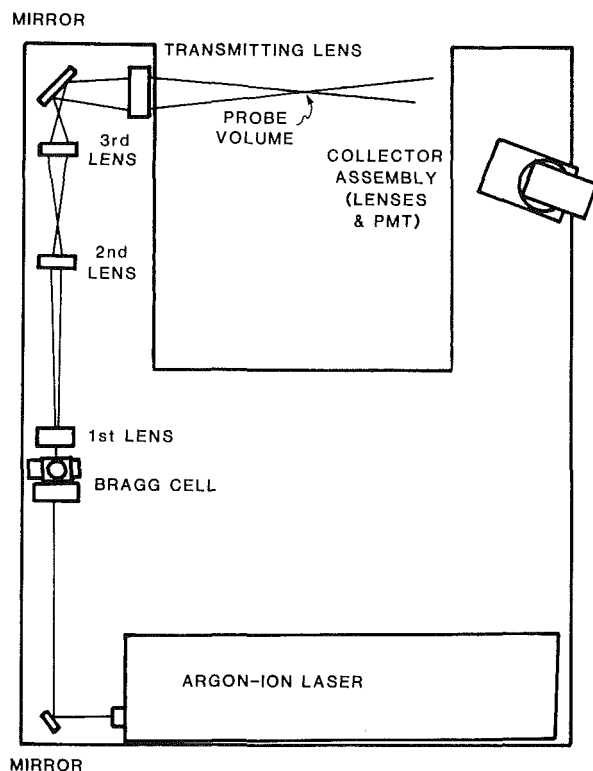 MIRROR
TRANSMITTING LENS
3rd
LENS
PROBE
VOLUME
COLLECTOR
ASSEMBLY
(LENSES
& PMT)
2nd
LENS
1st LENS
BRAGG CELL
ARGON-ION LASER
MIRROR